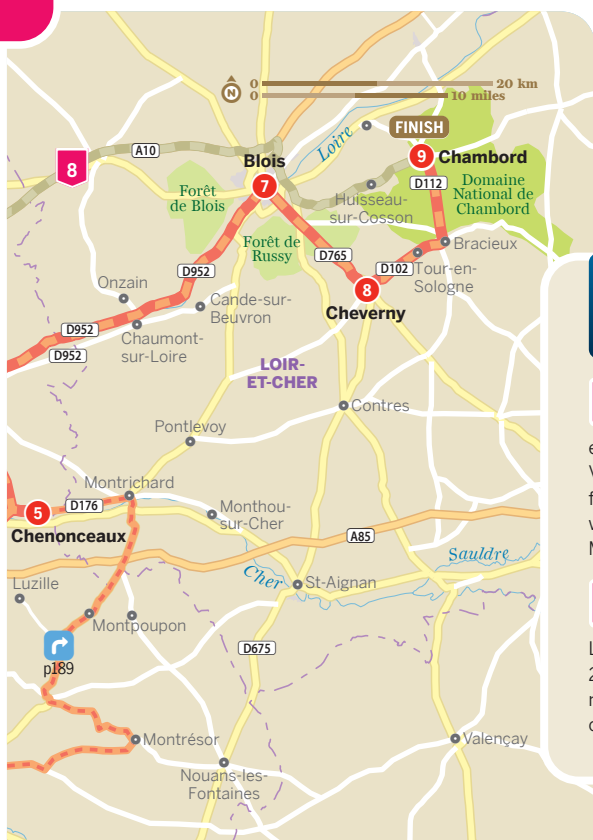 N
0
20 km
0
10 miles
FINISH
Loire
A10
8
Blois
7
9
Chambord
D112
Domaine
National de
Chambord
Forêt
de Blois
Huisseau-
sur-Cosson
Forêt de
Russy
Bracieux
D765
D952
D102
Tour-en-
Sologne
Onzain
8
Cheverny
Cande-sur-
Beuvron
D952
D952
Chaumont-
sur-Loire
LOIR-
ET-CHER
Contres
Pontlevoy
Montrichard
D176
5
Chenonceaux
Monthou-
sur-Cher
A85
Sauldre
Cher
St-Aignan
Luzille
Montpoupon
p189
D675
Montrésor
Valençay
Nouans-les-
Fontaines